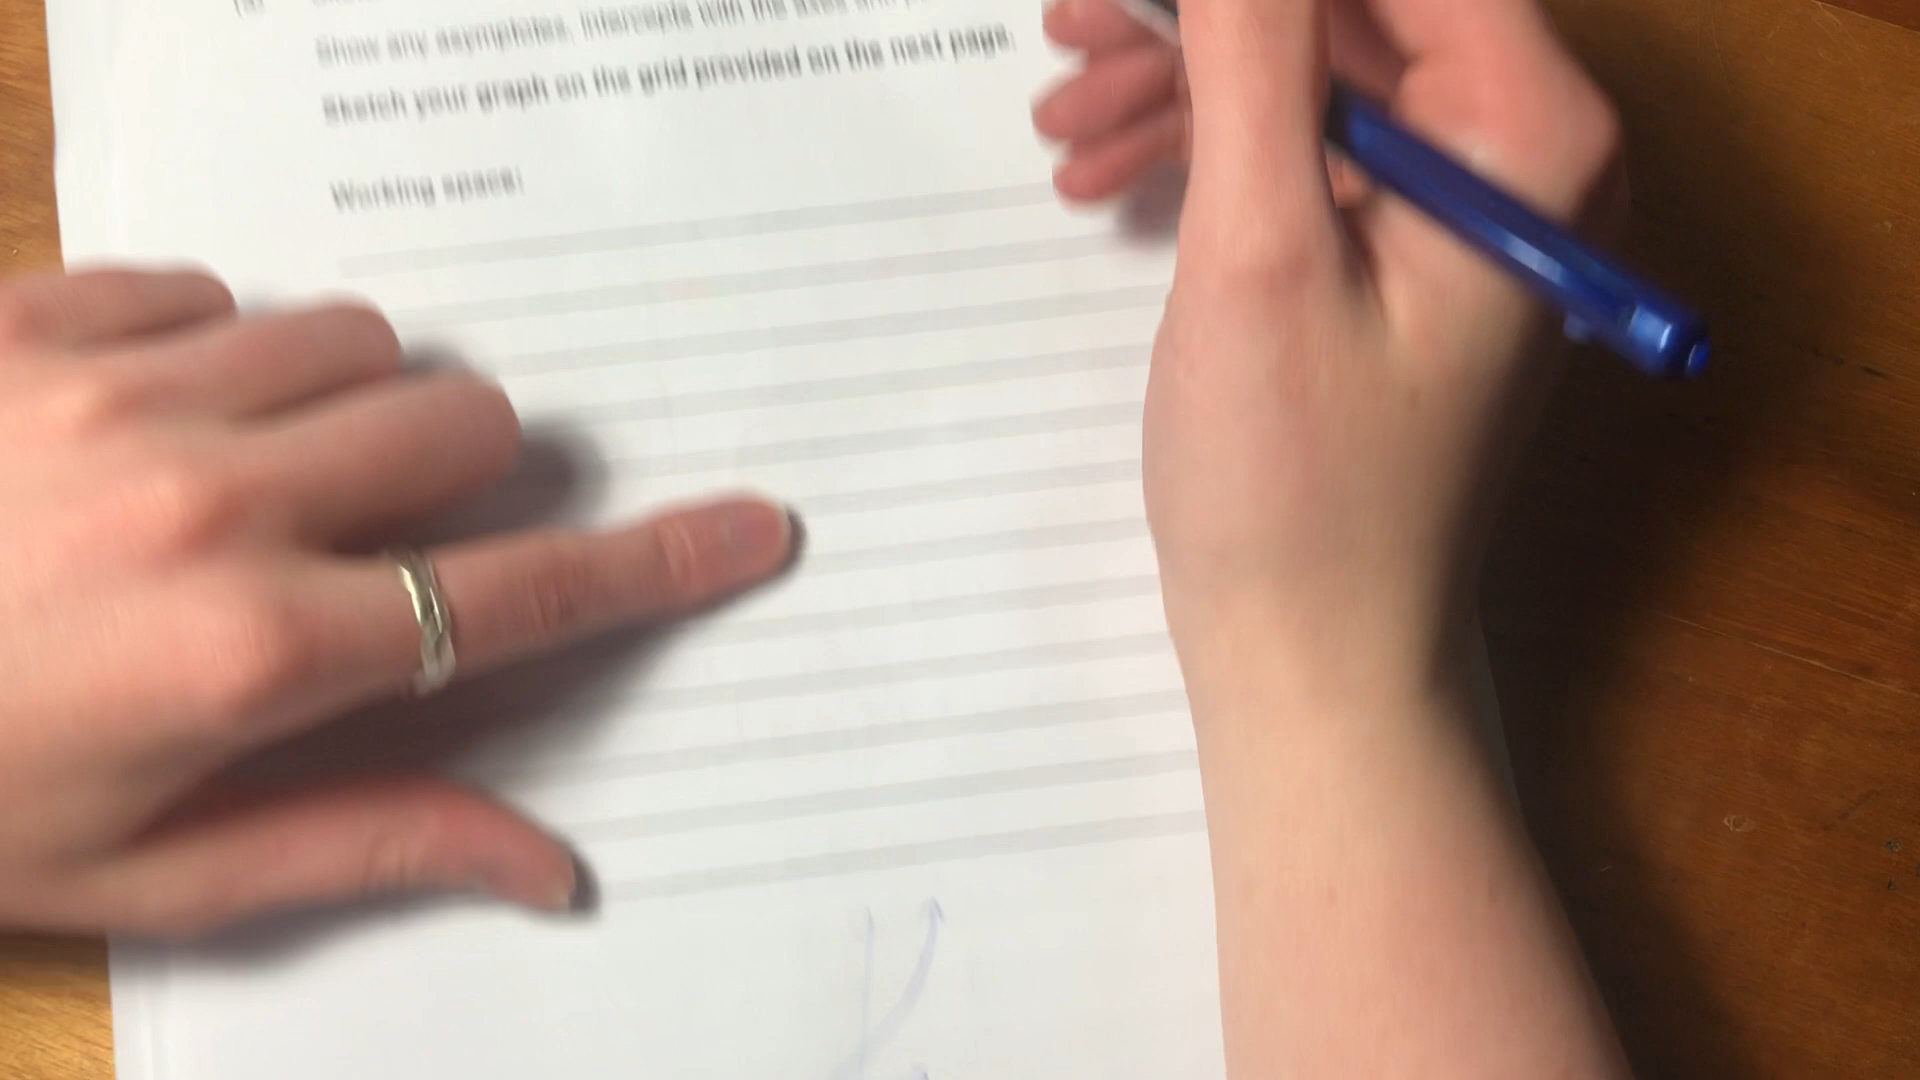 (a)
Show any asymptotes, intercepts with the axes and
Sketch your graph on the grid provided on the next page.
Working space: